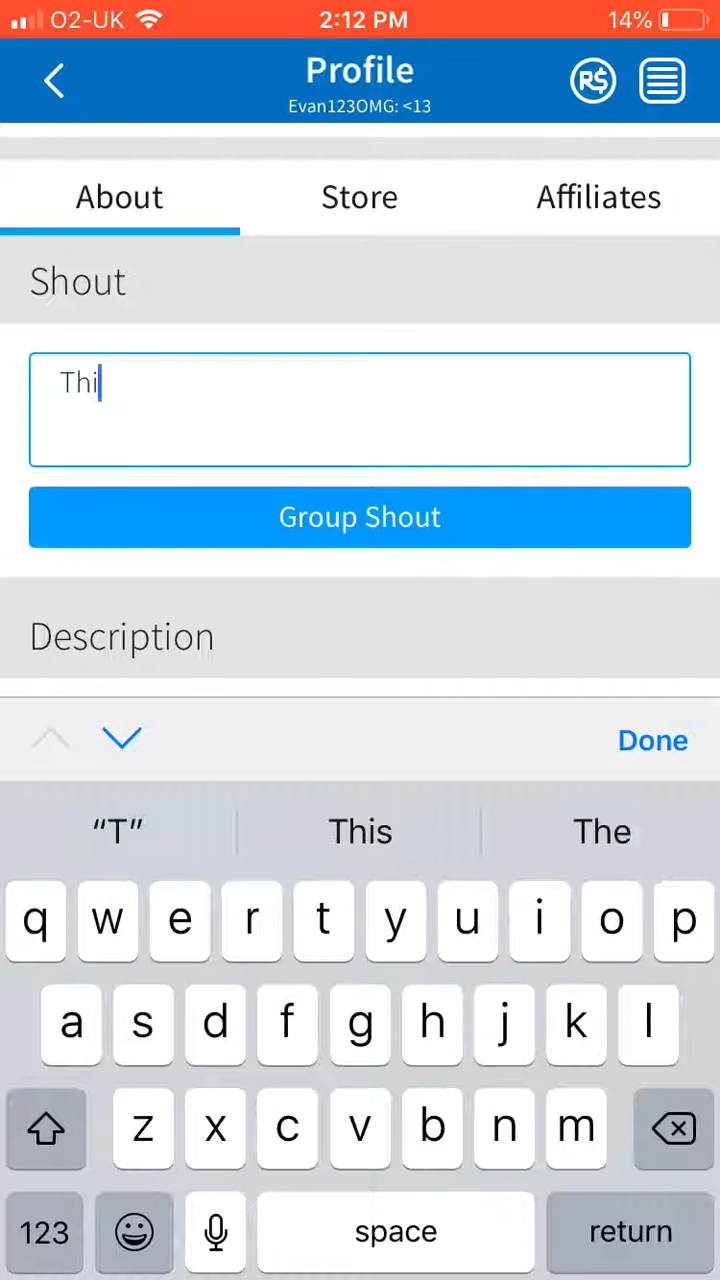 O2-UK 2:12 PM 14%
Profile
Evan123OMG: <13
R$
About Store Affiliates
Shout
Thi
Group Shout
Description
Done
“T” This The
q w e r t y u i o p
a s d f g h j k l
z x c v b n m
123 space return